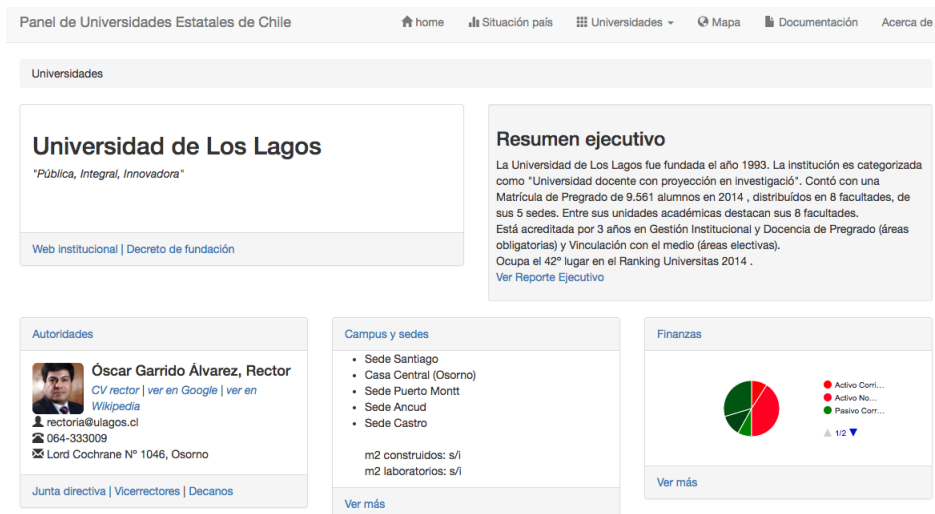 Panel de Universidades Estatales de Chile
home
Situación país
Universidades
Mapa
Documentación
Acerca de
Universidades
Universidad de Los Lagos
"Pública, Integral, Innovadora"
Web institucional | Decreto de fundación
Resumen ejecutivo
La Universidad de Los Lagos fue fundada el año 1993. La institución es categorizada
como "Universidad docente con proyección en investigació". Contó con una
Matrícula de Pregrado de 9.561 alumnos en 2014 , distribuídos en 8 facultades, de
sus 5 sedes. Entre sus unidades académicas destacan sus 8 facultades.
Está acreditada por 3 años en Gestión Institucional y Docencia de Pregrado (áreas
obligatorias) y Vinculación con el medio (áreas electivas).
Ocupa el 42º lugar en el Ranking Universitas 2014 .
Ver Reporte Ejecutivo
Autoridades
Óscar Garrido Álvarez, Rector
CV rector | ver en Google | ver en
Wikipedia
rectoria@ulagos.cl
064-333009
Lord Cochrane Nº 1046, Osorno
Junta directiva | Vicerrectores | Decanos
Campus y sedes
Sede Santiago
Casa Central (Osorno)
Sede Puerto Montt
Sede Ancud
Sede Castro
m2 construidos: s/i
m2 laboratorios: s/i
Ver más
Finanzas
Activo Corri...
Activo No...
Pasivo Corr...
1/2
Ver más